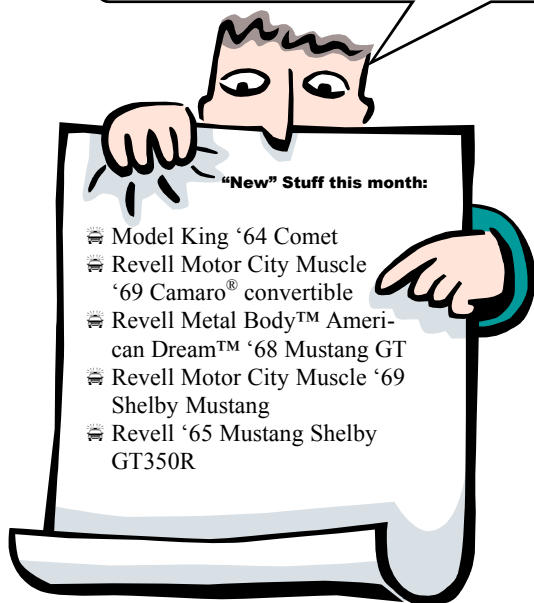 “New” Stuff this month:
Model King ‘64 Comet
Revell Motor City Muscle
‘69 Camaro® convertible
Revell Metal Body™ Ameri-
can Dream™ ‘68 Mustang GT
Revell Motor City Muscle ‘69
Shelby Mustang
Revell ‘65 Mustang Shelby
GT350R